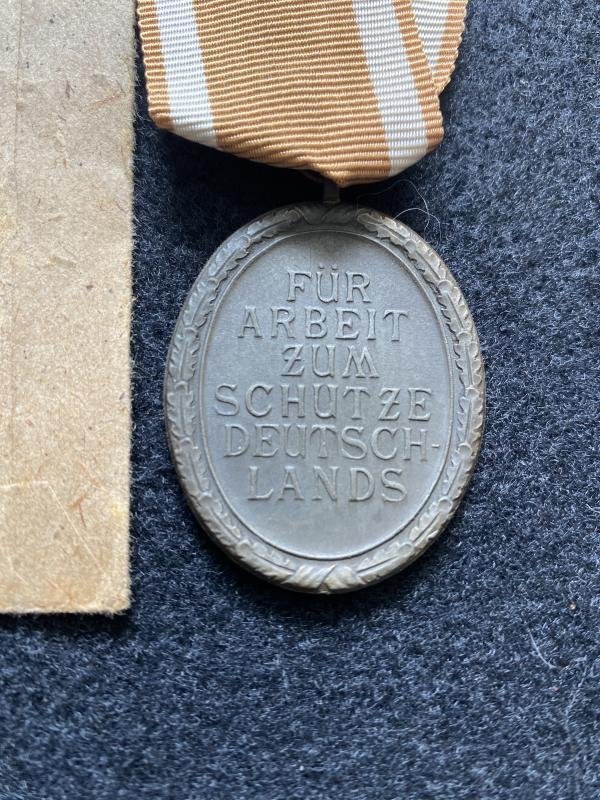 FÜR
ARBEIT
ZUM
SCHUTZE
DEUTSCH-
LANDS